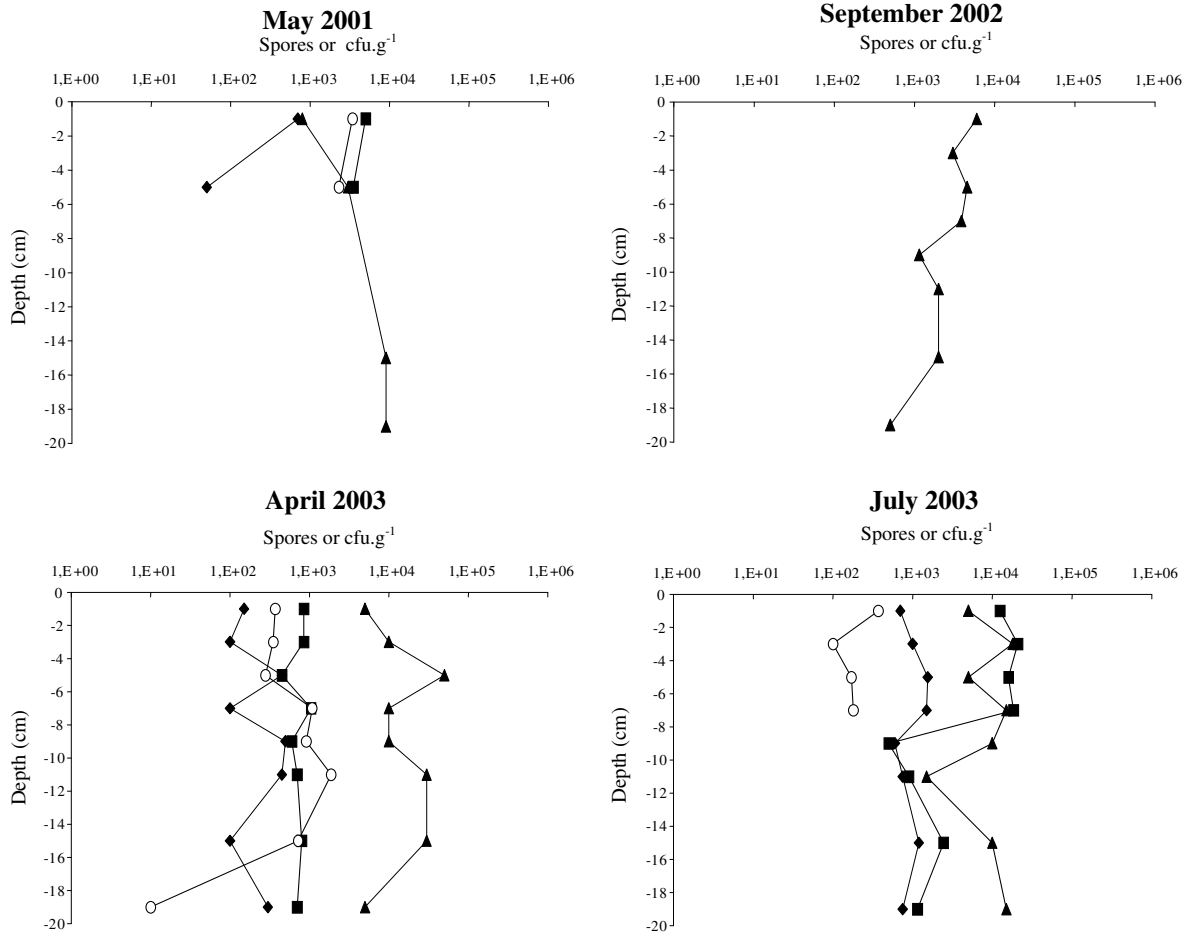 May 2001
Spores or cfu.g-1
1,E+00 1,E+01 1,E+02 1,E+03 1,E+04 1,E+05 1,E+06
0
-2
-4
-6
-8
-10
-12
-14
-16
-18
-20
Depth (cm)
September 2002
Spores or cfu.g-1
1,E+00 1,E+01 1,E+02 1,E+03 1,E+04 1,E+05 1,E+06
0
-2
-4
-6
-8
-10
-12
-14
-16
-18
-20
Depth (cm)
April 2003
Spores or cfu.g-1
1,E+00 1,E+01 1,E+02 1,E+03 1,E+04 1,E+05 1,E+06
0
-2
-4
-6
-8
-10
-12
-14
-16
-18
-20
Depth (cm)
July 2003
Spores or cfu.g-1
1,E+00 1,E+01 1,E+02 1,E+03 1,E+04 1,E+05 1,E+06
0
-2
-4
-6
-8
-10
-12
-14
-16
-18
-20
Depth (cm)